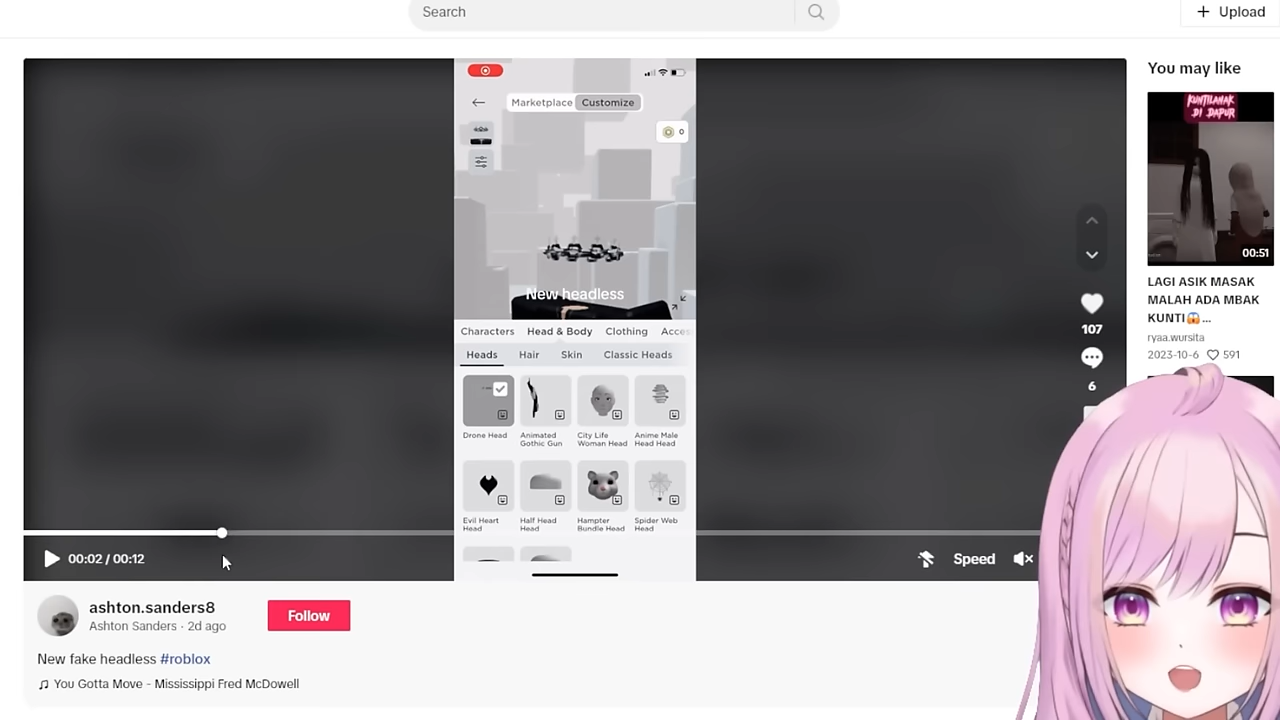 Search
+ Upload
You may like
Marketplace
Customize
0
New headless
Characters
Head & Body
Clothing
Acces
Heads
Hair
Skin
Classic Heads
Drone Head
Animated
Gothic Gun
City Life
Woman Head
Anime Male
Head Head
Evil Heart
Head
Half Head
Head
Hampter
Bundle Head
Spider Web
Head
107
6
KUNTILANAK
DI DAPUR
00:51
LAGI ASIK MASAK
MALAH ADA MBAK
KUNTI😱...
ryaa.wursita
2023-10-6 591
00:02 / 00:12
Speed
ashton.sanders8
Ashton Sanders · 2d ago
Follow
New fake headless #roblox
You Gotta Move - Mississippi Fred McDowell